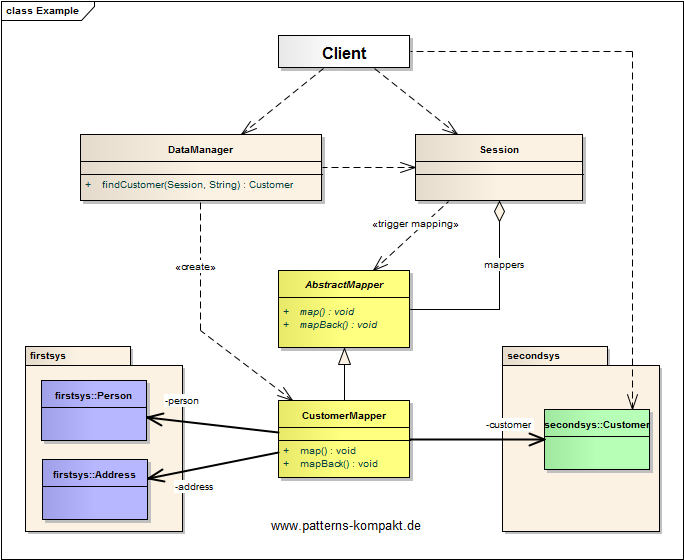 class Example
Client
DataManager
+ findCustomer(Session, String) : Customer
Session
«trigger mapping»
mappers
«create»
AbstractMapper
+ map() : void
+ mapBack() : void
firstsys
firstsys::Person
firstsys::Address
-person
-address
CustomerMapper
+ map() : void
+ mapBack() : void
secondsys
-customer
secondsys::Customer
www.patterns-kompakt.de